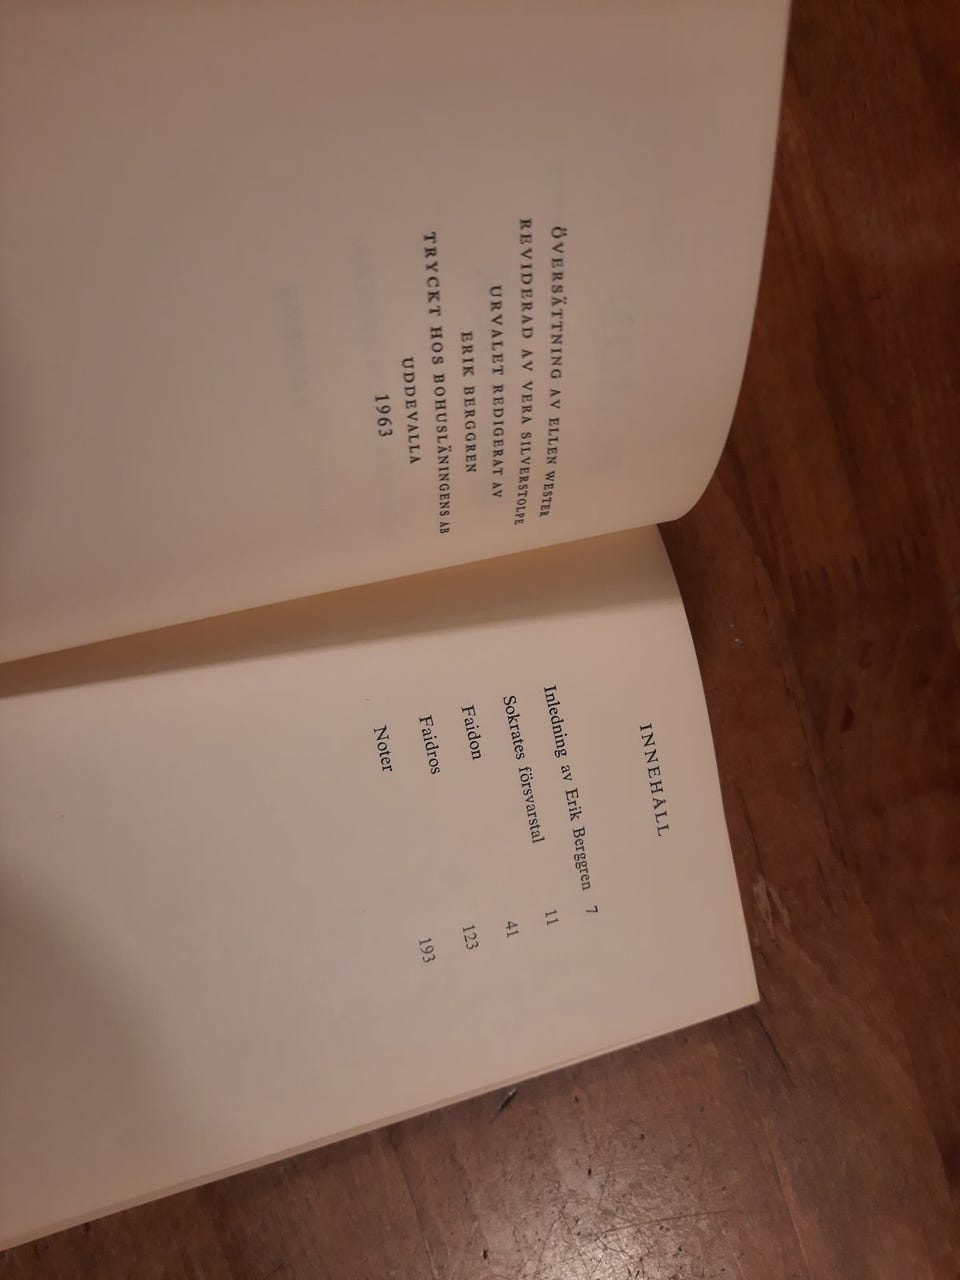 ÖVERSÄTTNING AV ELLEN WESTER
REVIDERAD AV VERA SILVERSTOLPE
URVALET REDIGERAT AV
ERIK BERGGREN
TRYCKT HOS BOHUSLÄNINGENS AB
UDDEVALLA
1963
INNEHÅLL
Inledning av Erik Berggren 7
Sokrates försvarstal 11
Faidon 41
Faidros 123
Noter 193